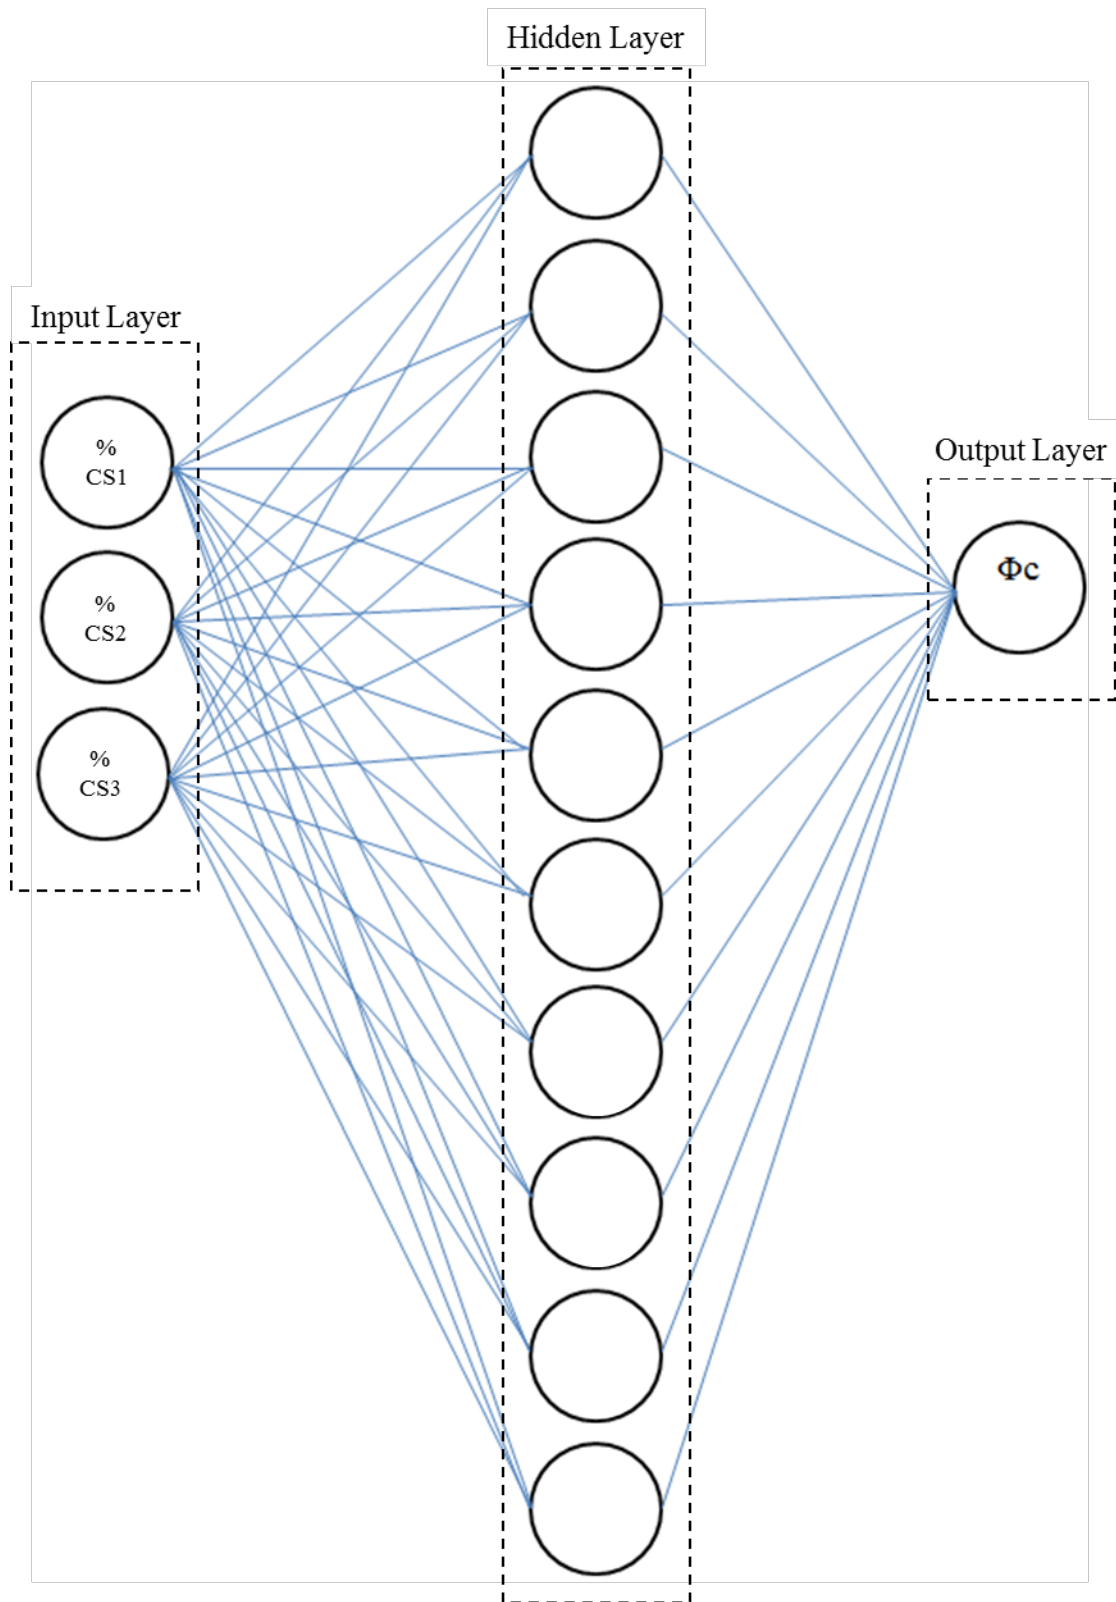 Hidden Layer
Input Layer
%
CS1
%
CS2
%
CS3
Output Layer
Φc